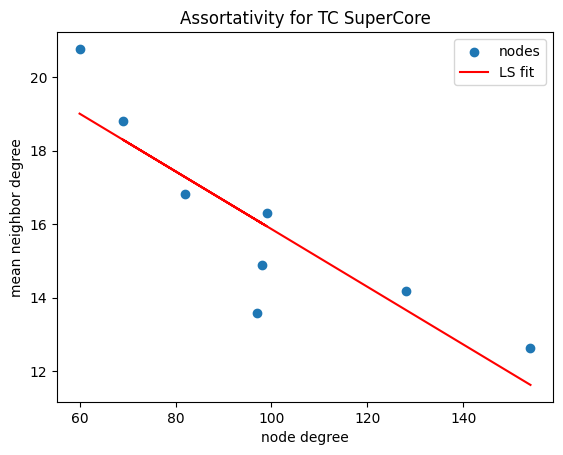 Assortativity for TC SuperCore
nodes
LS fit
mean neighbor degree
20
18
16
14
12
60
80
100
120
140
node degree